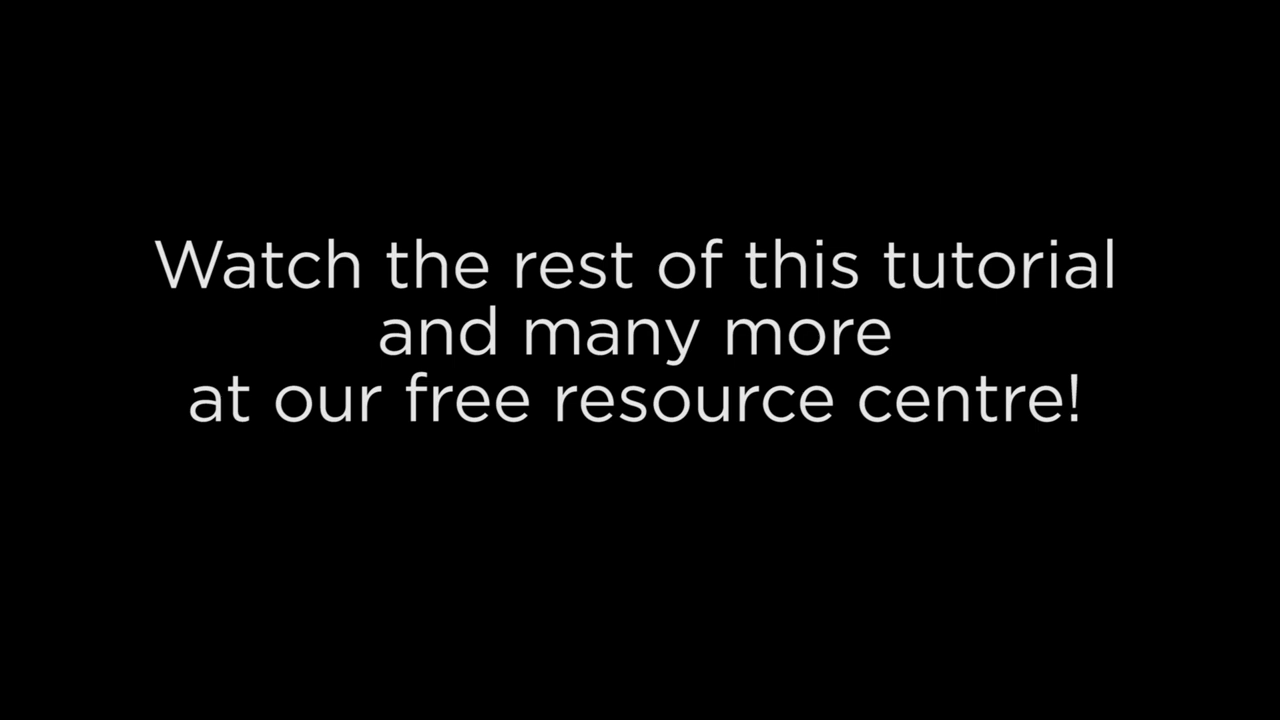 Watch the rest of this tutorial
and many more
at our free resource centre!